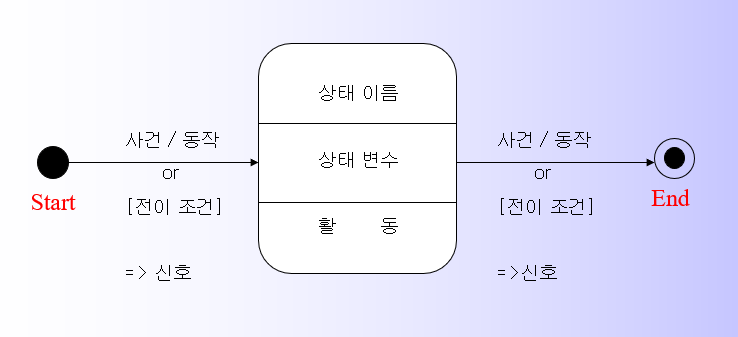 상태 이름
사건 / 동작
상태 변수
사건 / 동작
or
or
Start
[전이 조건]
End
[전이 조건]
활 동
=> 신호
=>신호